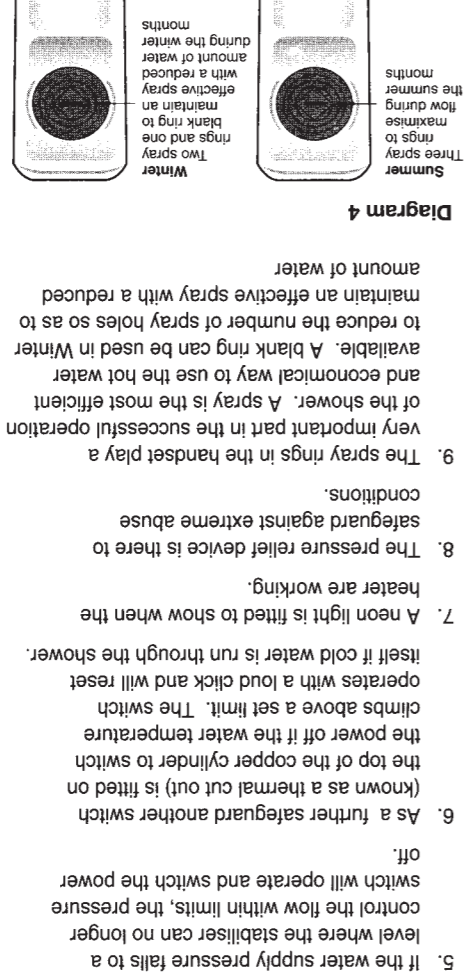 5. If the water supply pressure falls to a
level where the stabiliser can no longer
control the flow within limits, the pressure
switch will operate and switch the power
off.
6. As a further safeguard another switch
(known as a thermal cut out) is fitted on
the top of the copper cylinder to switch
the power off if the water temperature
climbs above a set limit. The switch
operates with a loud click and will reset
itself if cold water is run through the shower.
7. A neon light is fitted to show when the
heater are working.
8. The pressure relief device is there to
safeguard against extreme abuse
conditions.
9. The spray rings in the handset play a
very important part in the successful operation
of the shower. A spray is the most efficient
and economical way to use the hot water
available. A blank ring can be used in Winter
to reduce the number of spray holes so as to
maintain an effective spray with a reduced
amount of water
Diagram 4
Summer
Three spray
rings to
maximise
flow during
the summer
months
Winter
Two spray
rings and one
blank ring to
maintain an
effective spray
with a reduced
amount of water
during the winter
months